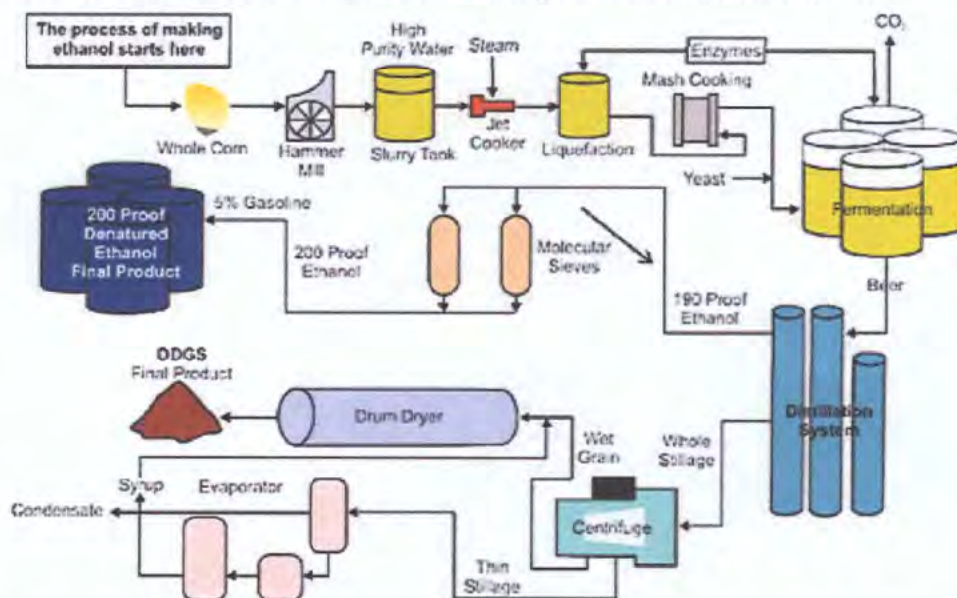 The process of making
ethanol starts here
Whole Corn
Hammer
Mill
High
Purity Water
Slurry Tank
Steam
Jet
Cooker
Liquefaction
Enzymes
Mash Cooking
Yeast
CO₂
Fermentation
Beer
200 Proof
Denatured
Ethanol
Final Product
5% Gasoline
200 Proof
Ethanol
Molecular
Sieves
190 Proof
Ethanol
Distillation
System
DDGS
Final Product
Drum Dryer
Wet
Grain
Whole
Stillage
Centrifuge
Syrup
Evaporator
Condensate
Thin
Stillage